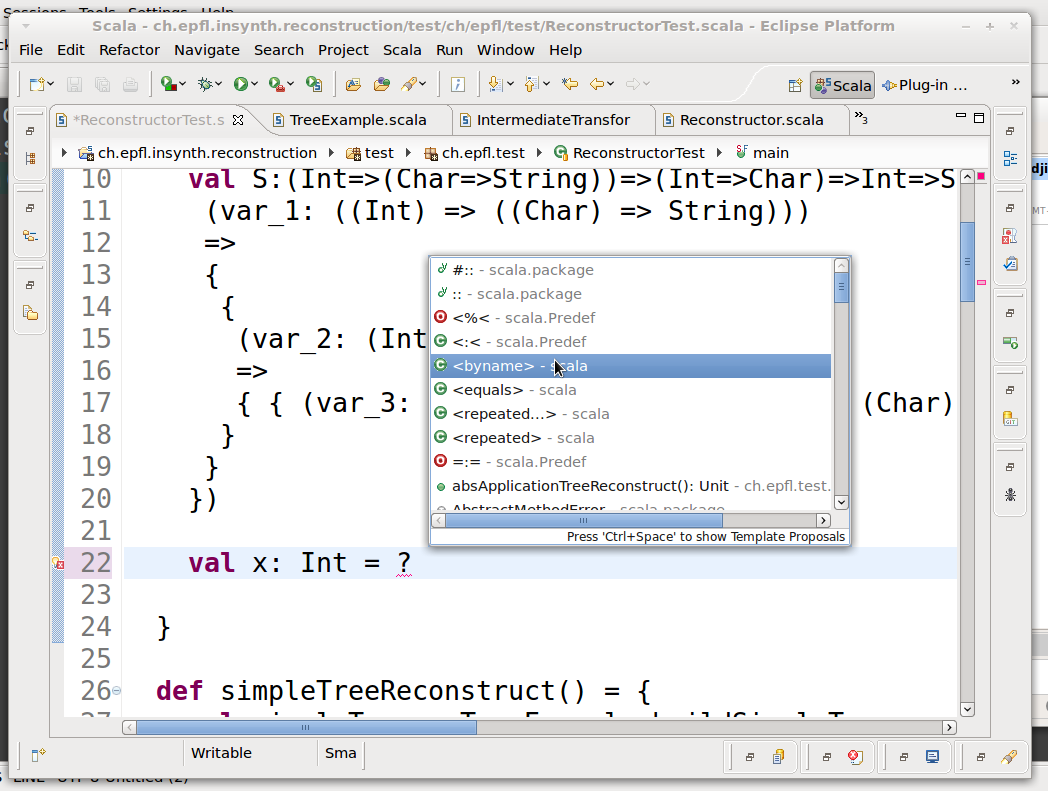 Scala - ch.epfl.insynth.reconstruction/test/ch/epfl/test/ReconstructorTest.scala - Eclipse Platform
File Edit Refactor Navigate Search Project Scala Run Window Help
Scala Plug-in ... »
*ReconstructorTest.s TreeExample.scala IntermediateTransfor Reconstructor.scala »3
ch.epfl.insynth.reconstruction test ch.epfl.test ReconstructorTest main
10 val S:(Int=>(Char=>String))=>(Int=>Char)=>Int=>S
11 (var_1: ((Int) => ((Char) => String)))
12 =>
13 {
14 {
15 (var_2: (Int
16 =>
17 { { (var_3: (Char)
18 }
19 }
20 })
21
22 val x: Int = ?
23
24 }
25
26 def simpleTreeReconstruct() = {
#:: - scala.package
:: - scala.package
<%< - scala.Predef
<:< - scala.Predef
<byname> - scala
<equals> - scala
<repeated...> - scala
<repeated> - scala
=:= - scala.Predef
absApplicationTreeReconstruct(): Unit - ch.epfl.test.
AbstractMethodError - scala.package
Press 'Ctrl+Space' to show Template Proposals
Writable Sma